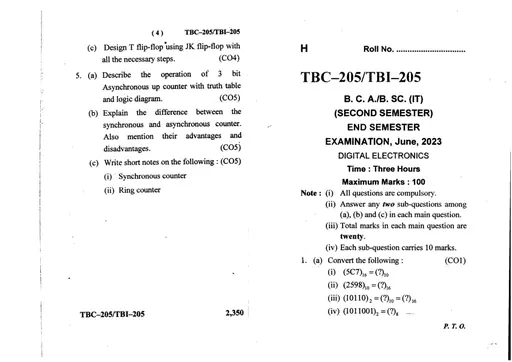 ( 4 ) TBC-205/TBI-205
(c) Design T flip-flop using JK flip-flop with
all the necessary steps. (CO4)
5. (a) Describe the operation of 3 bit
Asynchronous up counter with truth table
and logic diagram. (CO5)
(b) Explain the difference between the
synchronous and asynchronous counter.
Also mention their advantages and
disadvantages. (CO5)
(c) Write short notes on the following : (CO5)
(i) Synchronous counter
(ii) Ring counter
TBC-205/TBI-205 2,350
H Roll No. ..............................
TBC-205/TBI-205
B. C. A./B. SC. (IT)
(SECOND SEMESTER)
END SEMESTER
EXAMINATION, June, 2023
DIGITAL ELECTRONICS
Time : Three Hours
Maximum Marks : 100
Note : (i) All questions are compulsory.
(ii) Answer any two sub-questions among
(a), (b) and (c) in each main question.
(iii) Total marks in each main question are
twenty.
(iv) Each sub-question carries 10 marks.
1. (a) Convert the following : (CO1)
(i) (5C7)₁₆ = (?)₁₀
(ii) (2598)₁₀ = (?)₁₆
(iii) (10110)₂ = (?)₁₀ = (?)₁₆
(iv) (1011001)₂ = (?)₈
P. T. O.